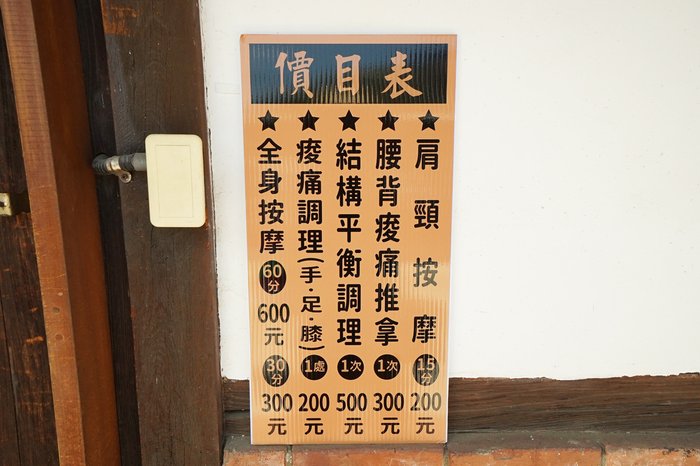 價目表
★肩頸按摩 15分 200元
★腰背痠痛推拿 1次 300元
★結構平衡調理 1次 500元
★痠痛調理(手·足·膝) 1處 200元
★全身按摩 60分 600元 30分 300元